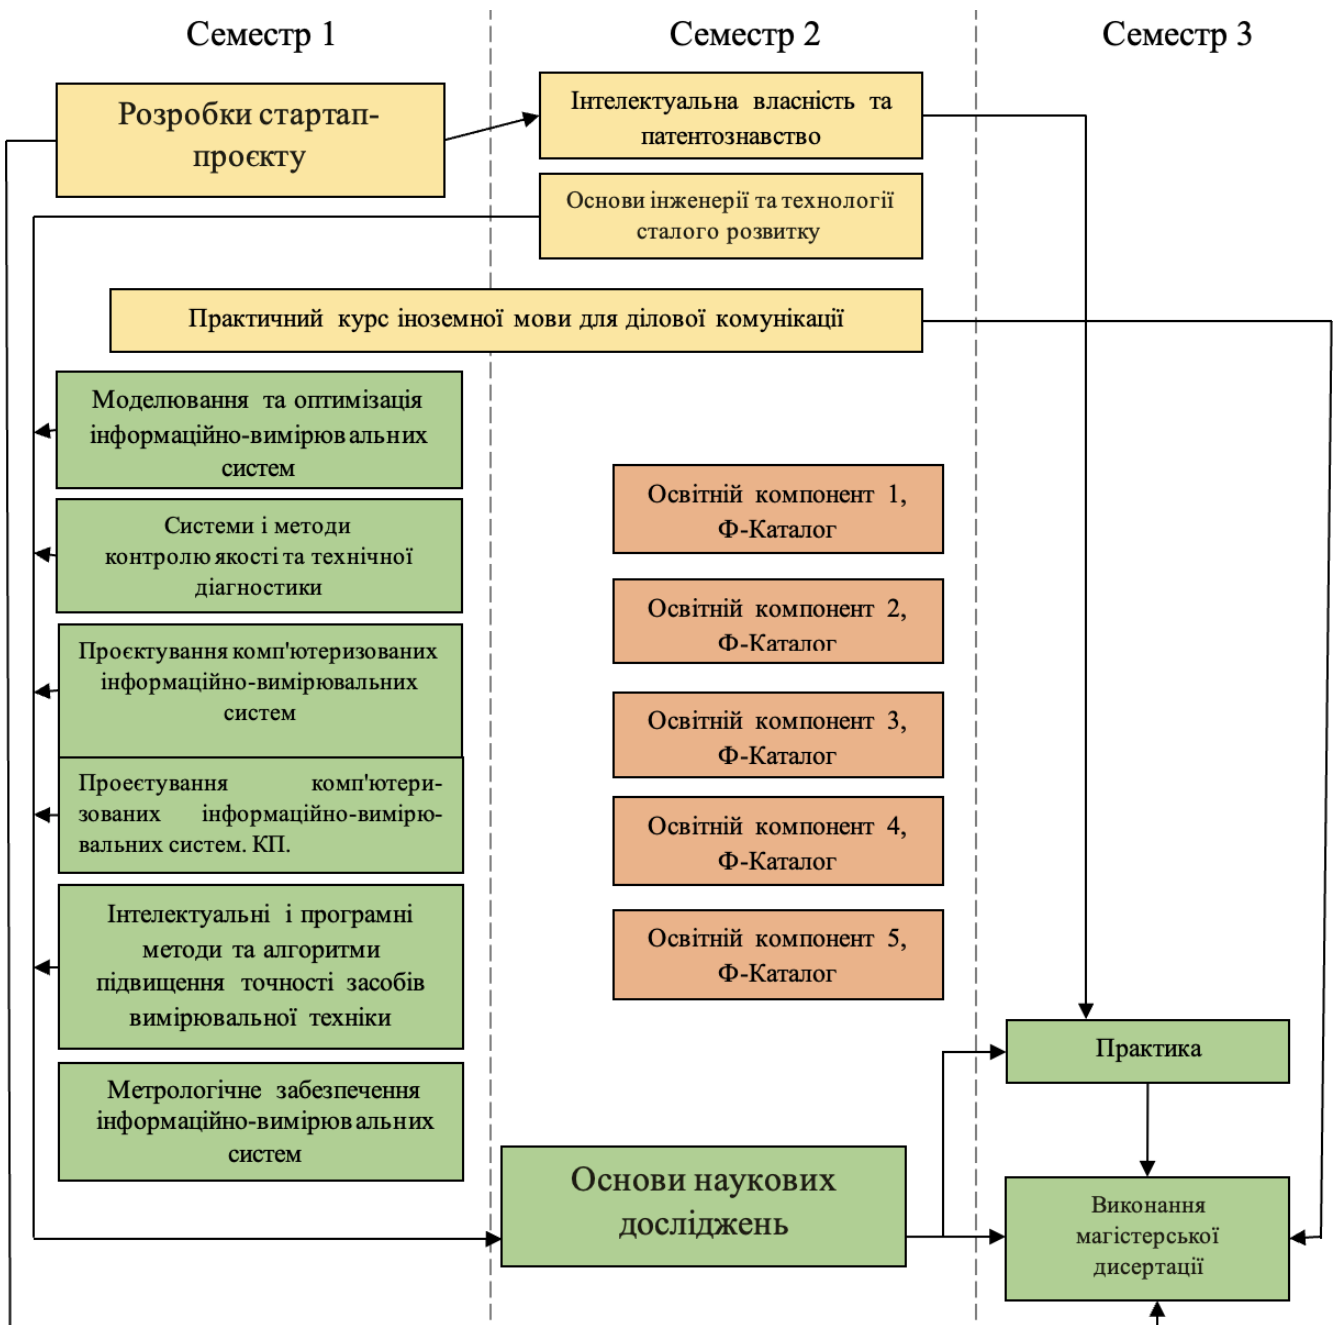 Семестр 1
Семестр 2
Семестр 3
Розробки стартап-
проєкту
Інтелектуальна власність та
патентознавство
Основи інженерії та технології
сталого розвитку
Практичний курс іноземної мови для ділової комунікації
Моделювання та оптимізація
інформаційно-вимірювальних
систем
Системи і методи
контролю якості та технічної
діагностики
Проєктування комп'ютеризованих
інформаційно-вимірювальних
систем
Проеєтування комп'ютери-
зованих інформаційно-вимірю-
вальних систем. КП.
Інтелектуальні і програмні
методи та алгоритми
підвищення точності засобів
вимірювальної техніки
Метрологічне забезпечення
інформаційно-вимірювальних
систем
Освітній компонент 1,
Ф-Каталог
Освітній компонент 2,
Ф-Каталог
Освітній компонент 3,
Ф-Каталог
Освітній компонент 4,
Ф-Каталог
Освітній компонент 5,
Ф-Каталог
Основи наукових
досліджень
Практика
Виконання
магістерської
дисертації